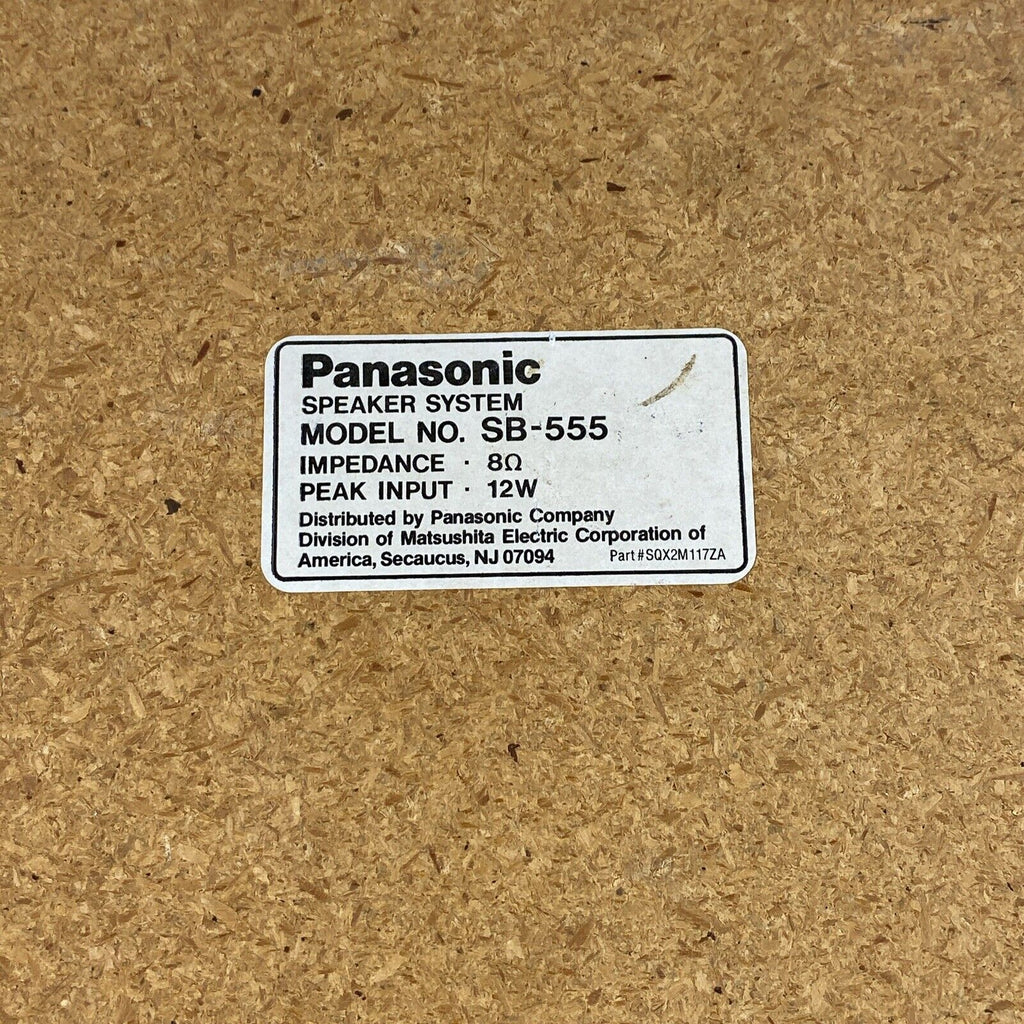 Panasonic
SPEAKER SYSTEM
MODEL NO. SB-555
IMPEDANCE · 8Ω
PEAK INPUT · 12W
Distributed by Panasonic Company
Division of Matsushita Electric Corporation of
America, Secaucus, NJ 07094 Part#SQX2M117ZA